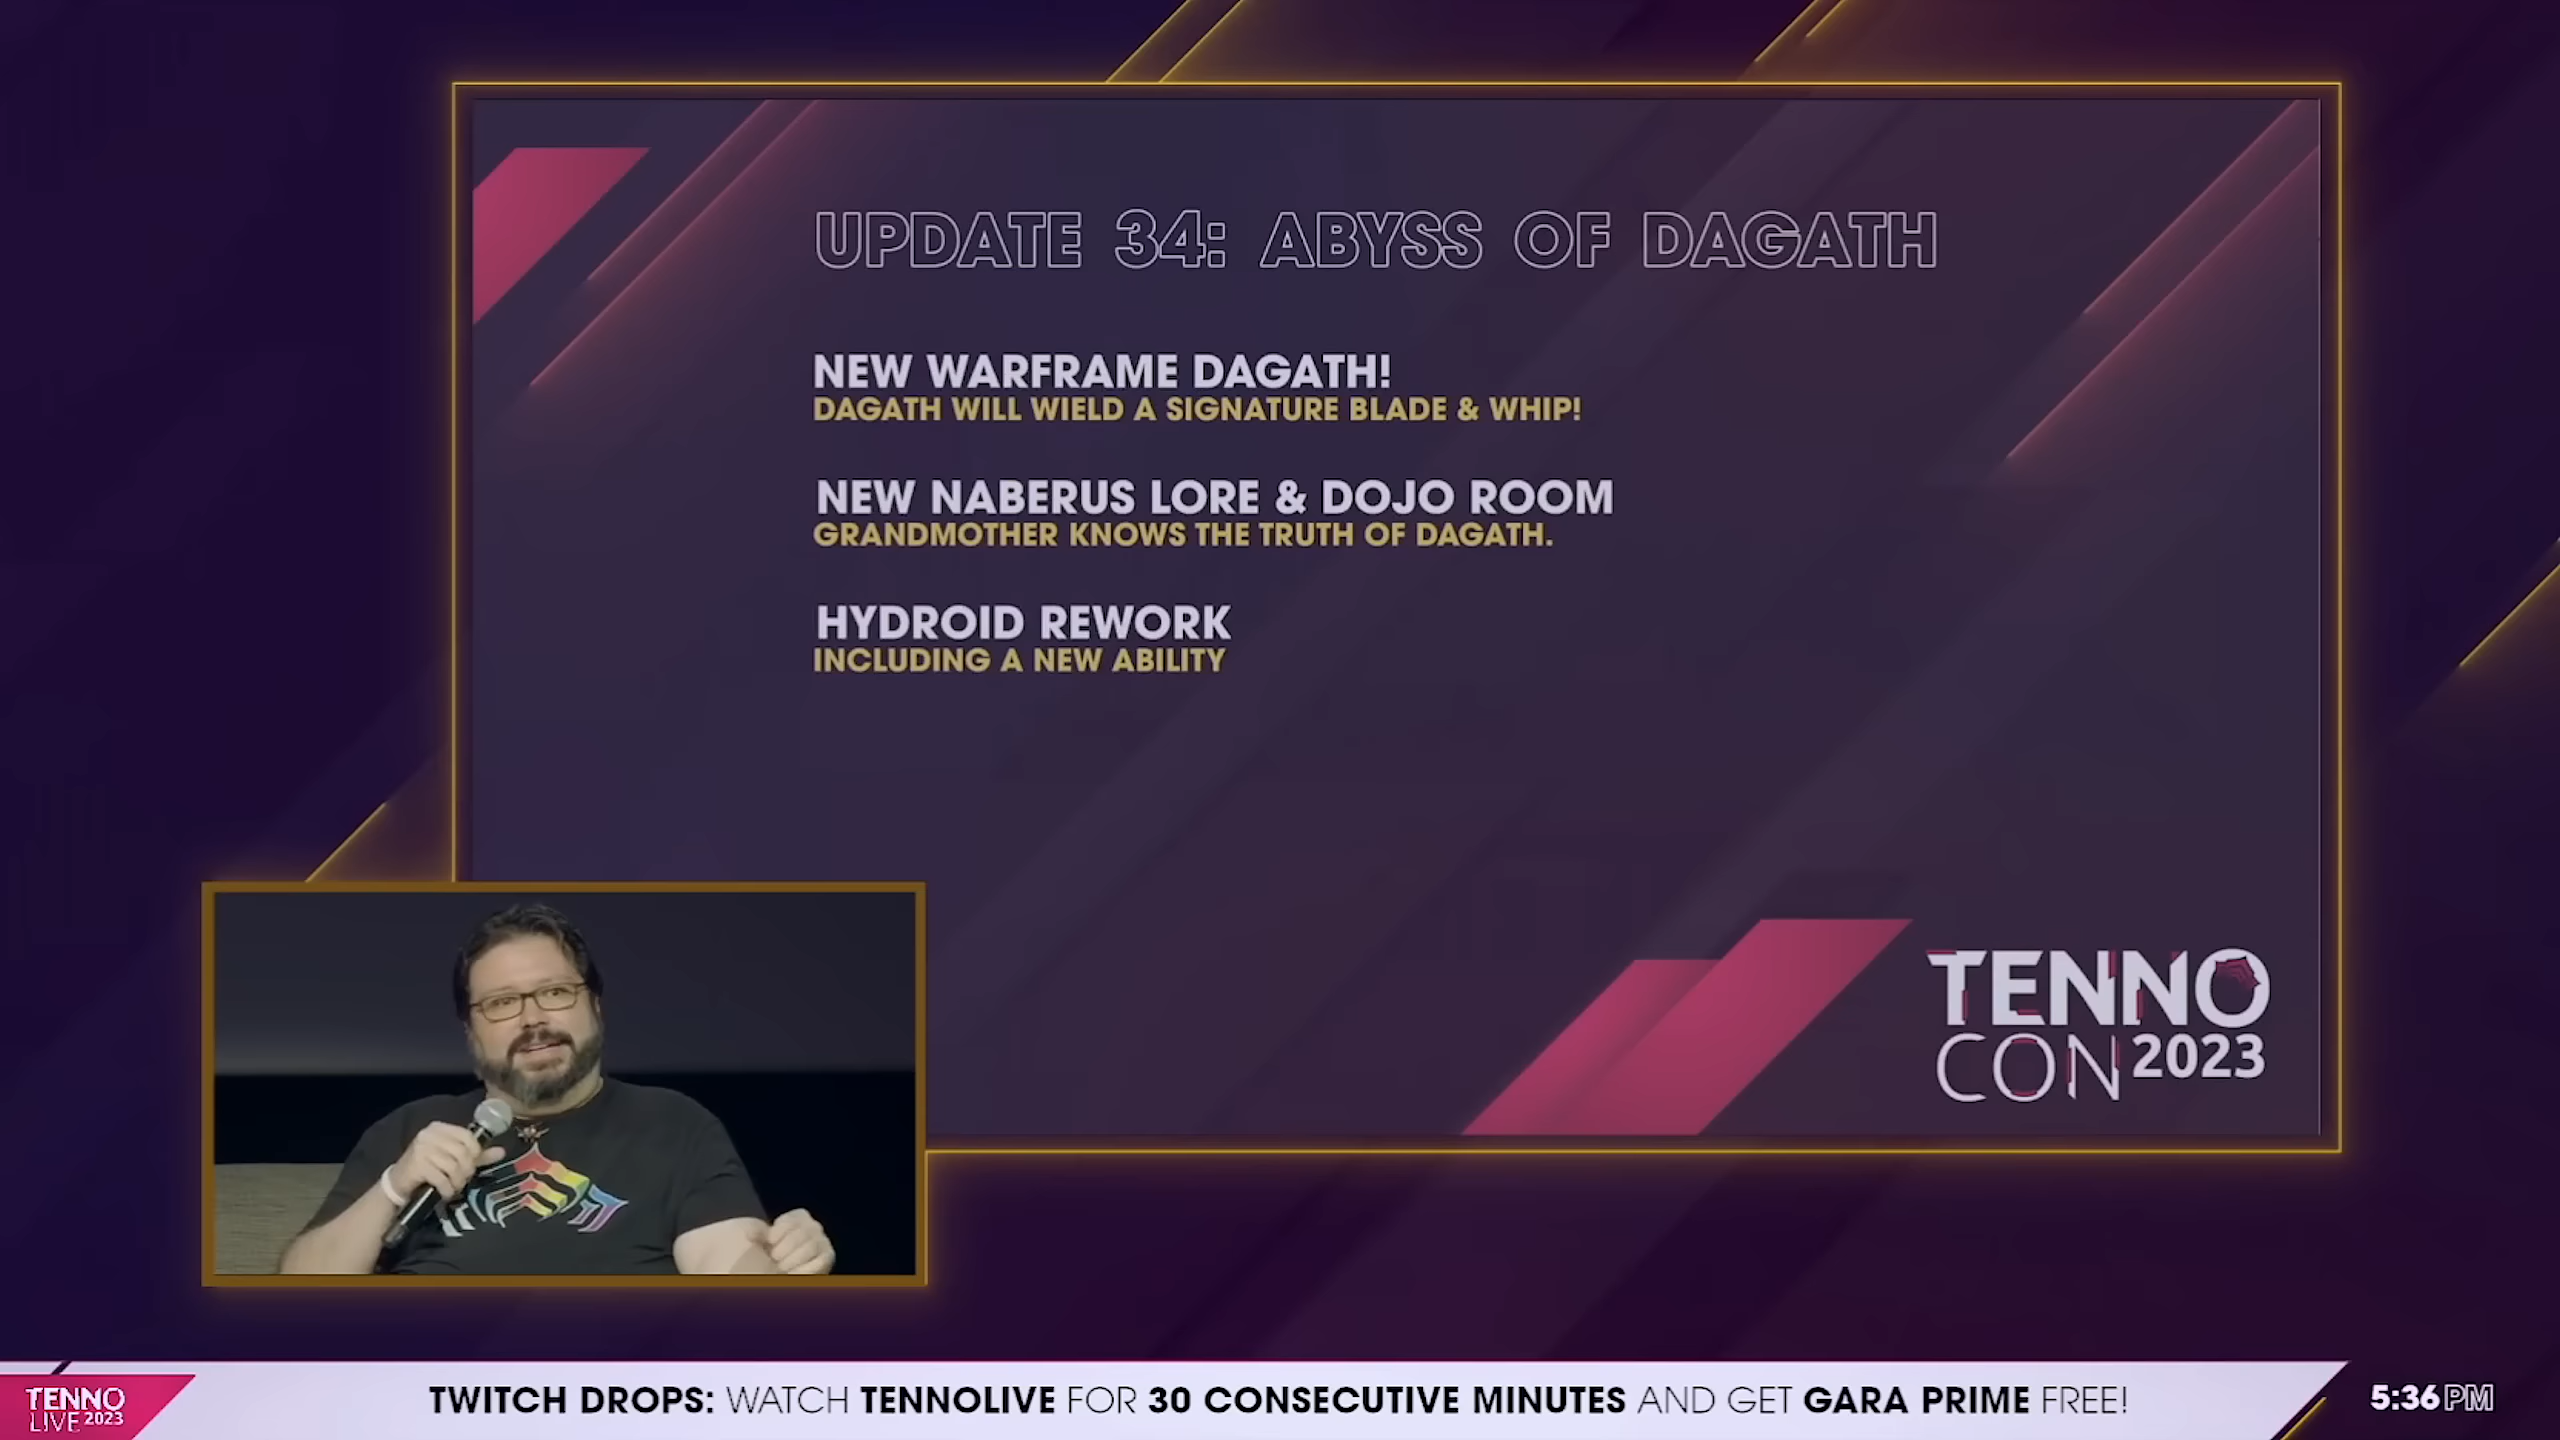 UPDATE 34: ABYSS OF DAGATH
NEW WARFRAME DAGATH!
DAGATH WILL WIELD A SIGNATURE BLADE & WHIP!
NEW NABERUS LORE & DOJO ROOM
GRANDMOTHER KNOWS THE TRUTH OF DAGATH.
HYDROID REWORK
INCLUDING A NEW ABILITY
TENNO
CON 2023
TENNO
LIVE 2023
TWITCH DROPS: WATCH TENNOLIVE FOR 30 CONSECUTIVE MINUTES AND GET GARA PRIME FREE!
5:36 PM